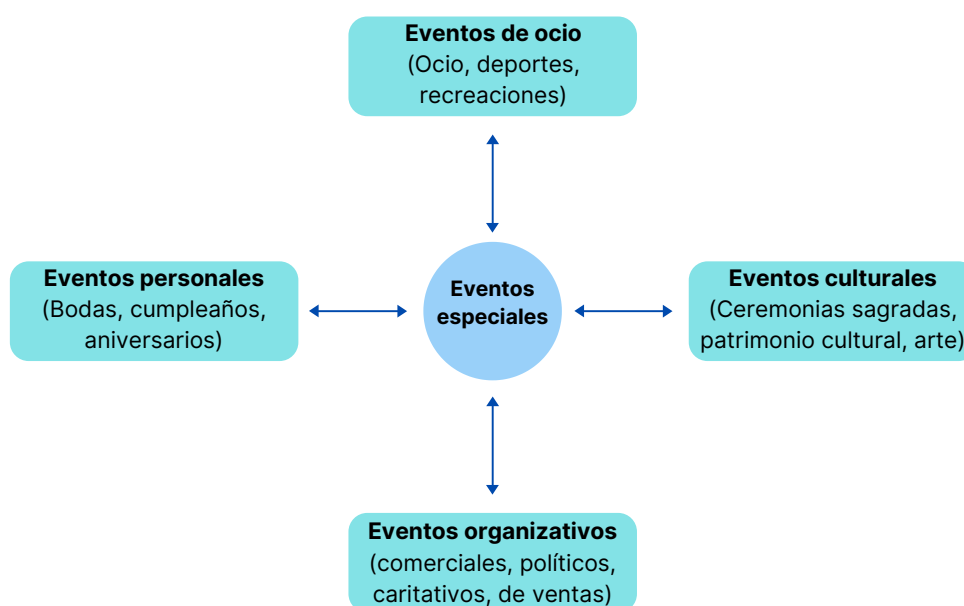 Eventos de ocio
(Ocio, deportes,
recreaciones)
Eventos personales
(Bodas, cumpleaños,
aniversarios)
Eventos
especiales
Eventos culturales
(Ceremonias sagradas,
patrimonio cultural, arte)
Eventos organizativos
(comerciales, políticos,
caritativos, de ventas)